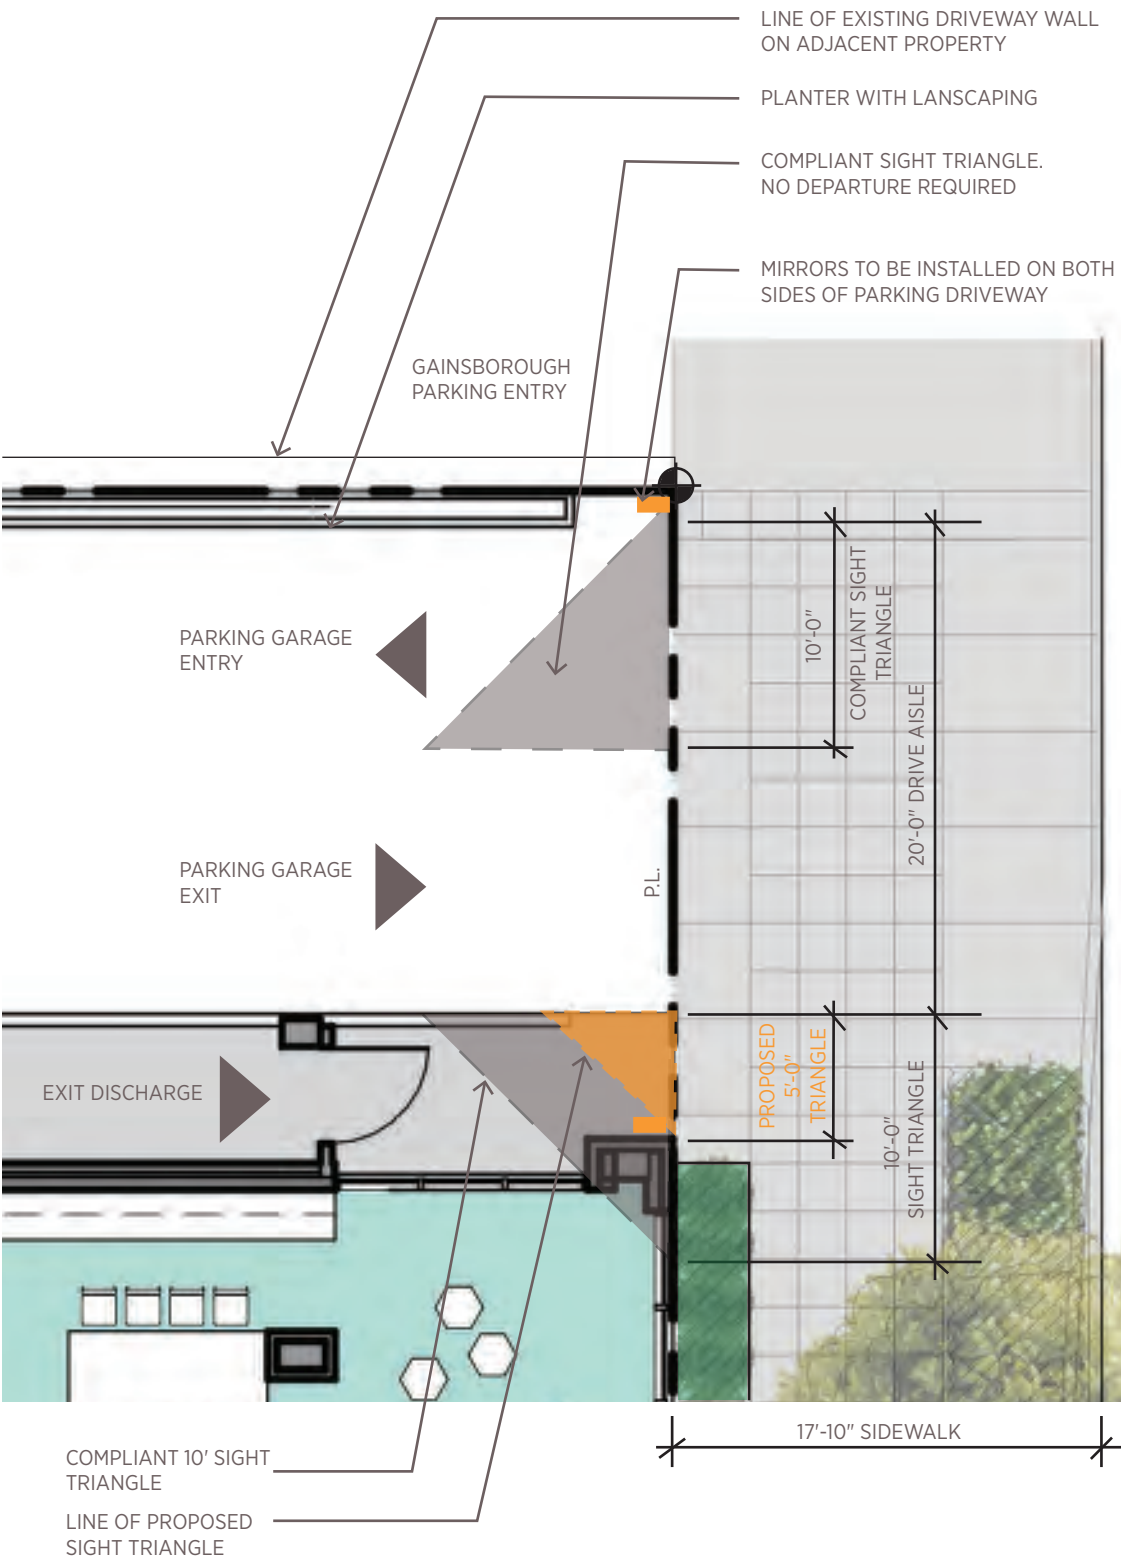 LINE OF EXISTING DRIVEWAY WALL
ON ADJACENT PROPERTY
PLANTER WITH LANSCAPING
COMPLIANT SIGHT TRIANGLE.
NO DEPARTURE REQUIRED
MIRRORS TO BE INSTALLED ON BOTH
SIDES OF PARKING DRIVEWAY
GAINSBOROUGH
PARKING ENTRY
PARKING GARAGE
ENTRY
10'-0"
COMPLIANT SIGHT
TRIANGLE
20'-0" DRIVE AISLE
PARKING GARAGE
EXIT
P.L.
EXIT DISCHARGE
PROPOSED
5'-0"
TRIANGLE
10'-0"
SIGHT TRIANGLE
17'-10" SIDEWALK
COMPLIANT 10' SIGHT
TRIANGLE
LINE OF PROPOSED
SIGHT TRIANGLE